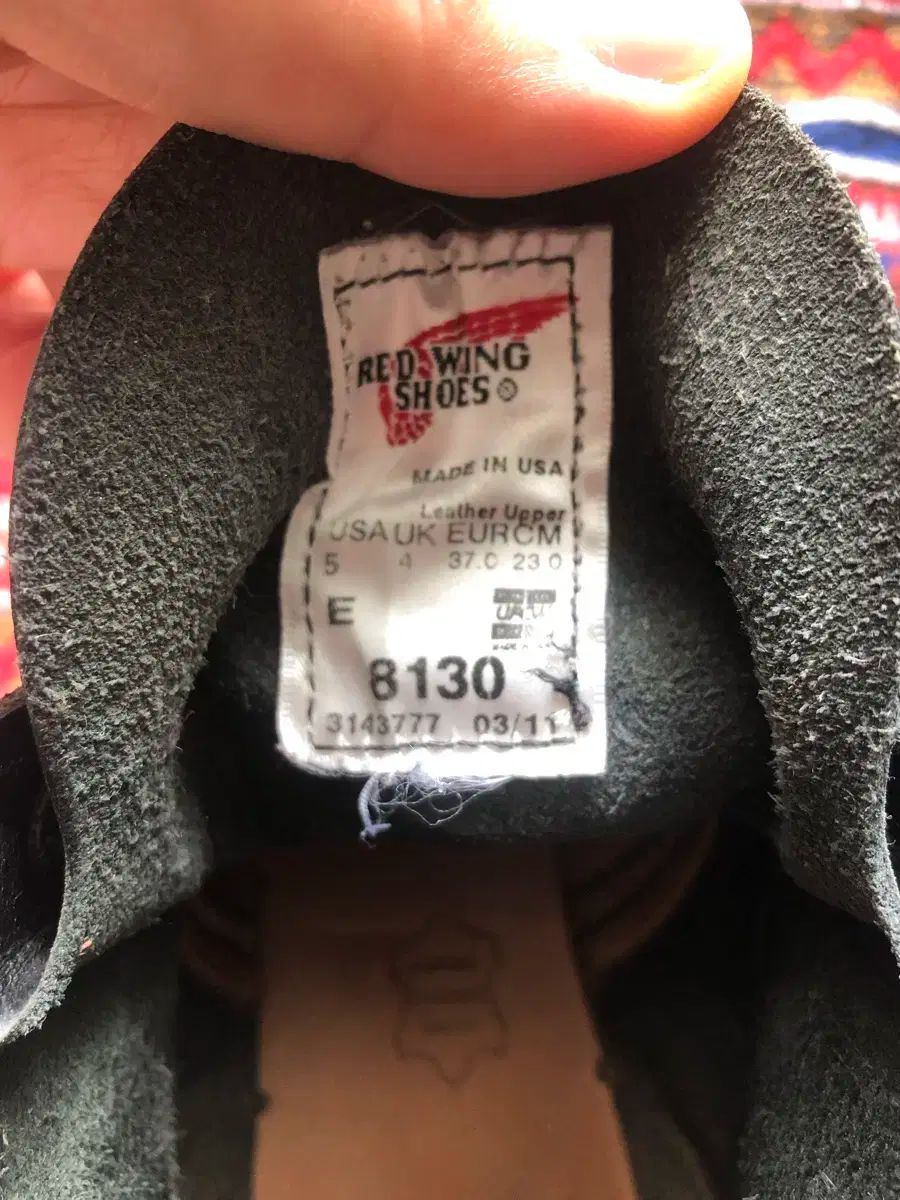 RED WING
SHOES ®
MADE IN USA
Leather Upper
USA UK EUR CM
5 4 37.0 23.0
E
8130
3143777 03/11